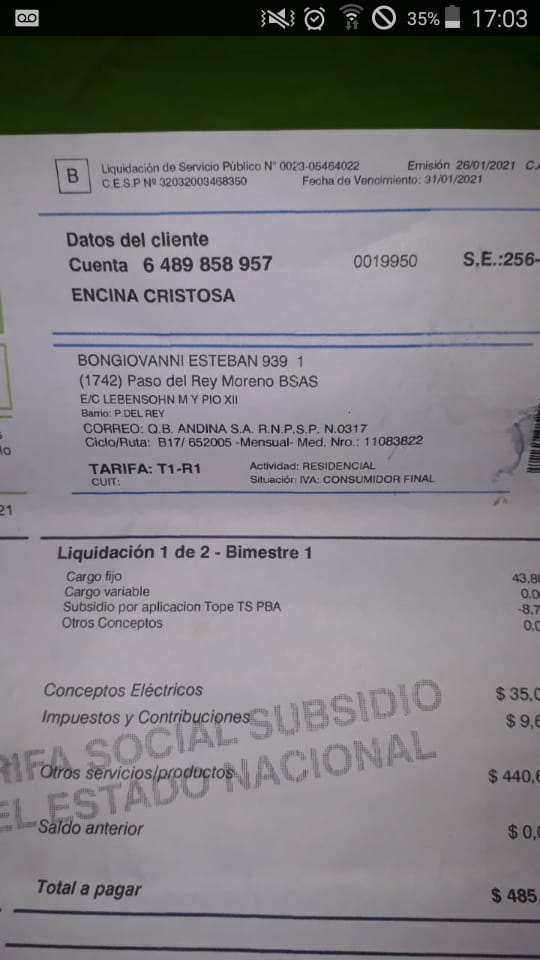 35% 17:03
B
Liquidación de Servicio Público N° 0023-05464022 Emisión 26/01/2021
C.E.S.P Nº 32032003468350 Fecha de Vencimiento: 31/01/2021
Datos del cliente
Cuenta 6 489 858 957 0019950 S,E.:256-
ENCINA CRISTOSA
BONGIOVANNI ESTEBAN 939 1
(1742) Paso del Rey Moreno BSAS
E/C LEBENSOHN M Y PIO XII
Barrio: P.DEL REY
CORREO: Q.B. ANDINA S.A. R.N.P.S.P. N.0317
Ciclo/Ruta: B17/ 652005 -Mensual- Med. Nro.: 11083822
TARIFA: T1-R1 Actividad: RESIDENCIAL
CUIT: Situación IVA: CONSUMIDOR FINAL
lo
21
Liquidación 1 de 2 - Bimestre 1
Cargo fijo 43,80
Cargo variable 0,0
Subsidio por aplicacion Tope TS PBA -8,7
Otros Conceptos 0,0
Conceptos Eléctricos $ 35,0
Impuestos y Contribuciones $ 9,6
RIFA SOCIAL SUBSIDIO
Otros servicios/productos $ 440,6
EL ESTADO NACIONAL
Saldo anterior $ 0,
Total a pagar $ 485,